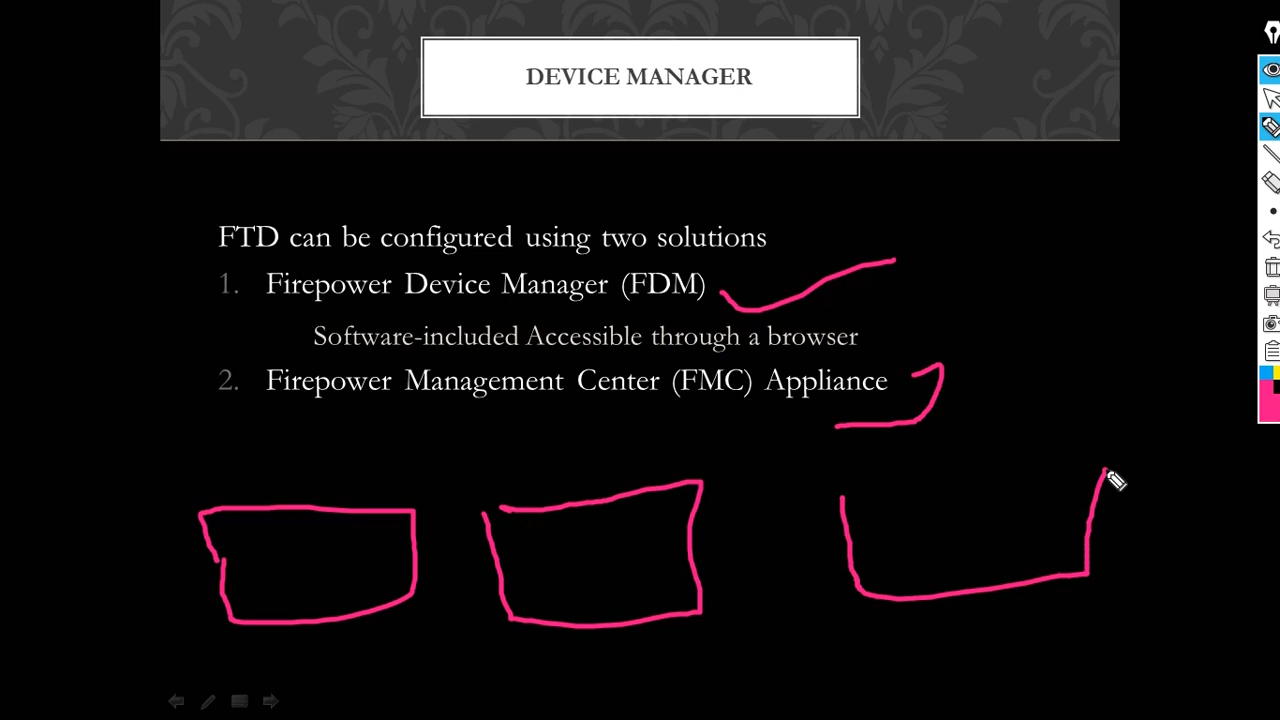 DEVICE MANAGER
FTD can be configured using two solutions
1. Firepower Device Manager (FDM)
Software-included Accessible through a browser
2. Firepower Management Center (FMC) Appliance